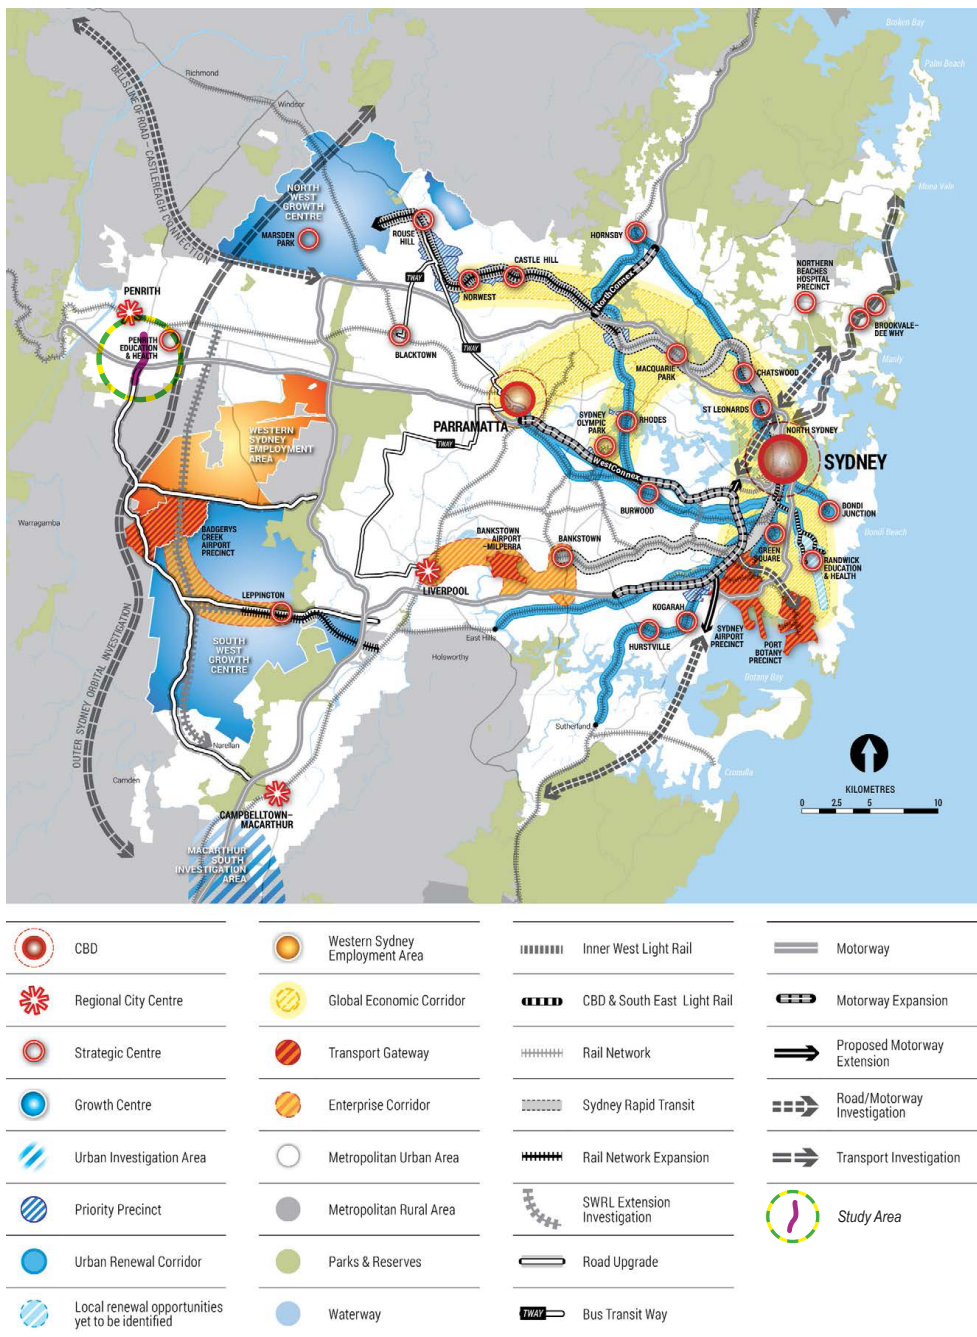 Broken Bay
Palm Beach
Richmond
BELLS LINE OF ROAD – CASTLEREAGH CONNECTION
Windsor
Mona Vale
NORTH
WEST
GROWTH
CENTRE
MARSDEN
PARK
ROUSE
HILL
HORNSBY
CASTLE HILL
NORTHERN
BEACHES
HOSPITAL
PRECINCT
TWAY
NORWEST
NorthConnex
PENRITH
BROOKVALE–
DEE WHY
PENRITH
EDUCATION
& HEALTH
BLACKTOWN
TWAY
MACQUARIE
PARK
CHATSWOOD
Manly
ST LEONARDS
PARRAMATTA
SYDNEY
OLYMPIC
PARK
RHODES
NORTH SYDNEY
WESTERN
SYDNEY
EMPLOYMENT
AREA
TWAY
WestConnex
SYDNEY
BURWOOD
BONDI
JUNCTION
Warragamba
BADGERYS
CREEK
AIRPORT
PRECINCT
BANKSTOWN
AIRPORT
–MILPERRA
BANKSTOWN
Bondi Beach
GREEN
SQUARE
RANDWICK
EDUCATION
& HEALTH
LIVERPOOL
LEPPINGTON
KOGARAH
OUTER SYDNEY ORBITAL INVESTIGATION
SOUTH
WEST
GROWTH
CENTRE
East Hills
HURSTVILLE
SYDNEY
AIRPORT
PRECINCT
PORT
BOTANY
PRECINCT
Holsworthy
Botany Bay
Sutherland
Narellan
Camden
Cronulla
KILOMETRES
0 2.5 5 10
CAMPBELLTOWN–
MACARTHUR
MACARTHUR
SOUTH
INVESTIGATION
AREA
CBD
Regional City Centre
Strategic Centre
Growth Centre
Urban Investigation Area
Priority Precinct
Urban Renewal Corridor
Local renewal opportunities
yet to be identified
Western Sydney
Employment Area
Global Economic Corridor
Transport Gateway
Enterprise Corridor
Metropolitan Urban Area
Metropolitan Rural Area
Parks & Reserves
Waterway
Inner West Light Rail
CBD & South East Light Rail
Rail Network
Sydney Rapid Transit
Rail Network Expansion
SWRL Extension
Investigation
Road Upgrade
TWAY
Bus Transit Way
Motorway
Motorway Expansion
Proposed Motorway
Extension
Road/Motorway
Investigation
Transport Investigation
Study Area